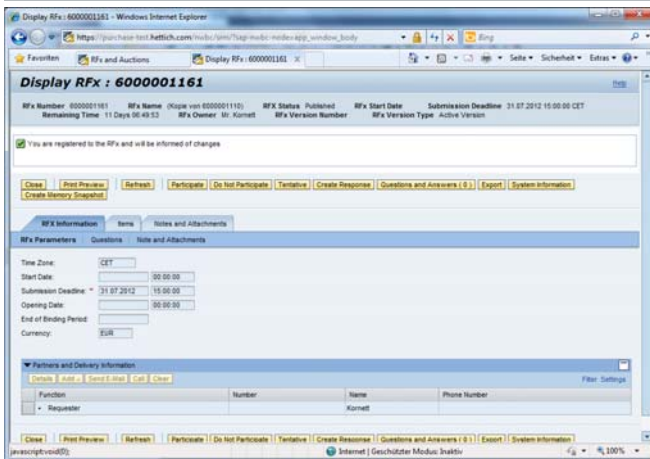 Display RFx : 6000001161 - Windows Internet Explorer
https://purchase-test.hettich.com/nwbc/srm/?sap-nwbc-node=app_window_body
Bing
Favoriten RFx and Auctions Display RFx : 6000001161 Seite Sicherheit Extras
Display RFx : 6000001161 Help
RFx Number 6000001161 RFx Name (Kopie von 6000001110) RFX Status Published RFx Start Date Submission Deadline 31.07.2012 15:00:00 CET
Remaining Time 11 Days 06:49:53 RFx Owner Mr. Kornett RFx Version Number RFx Version Type Active Version
You are registered to the RFx and will be informed of changes
Close Print Preview Refresh Participate Do Not Participate Tentative Create Response Questions and Answers ( 0 ) Export System Information
Create Memory Snapshot
RFX Information Items Notes and Attachments
RFx Parameters Questions Note and Attachments
Time Zone: CET
Start Date: 00:00:00
Submission Deadline: * 31.07.2012 15:00:00
Opening Date: 00:00:00
End of Binding Period:
Currency: EUR
Partners and Delivery Information
Details Add Send E-Mail Call Clear Filter Settings
Function Number Name Phone Number
• Requester Kornett
Close Print Preview Refresh Participate Do Not Participate Tentative Create Response Questions and Answers ( 0 ) Export System Information
javascript:void(0); Internet | Geschützter Modus: Inaktiv 100%